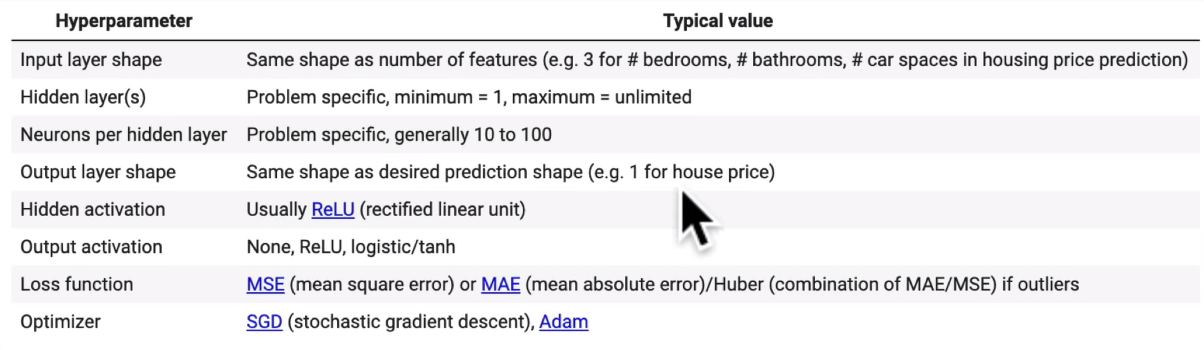 Hyperparameter Typical value
Input layer shape Same shape as number of features (e.g. 3 for # bedrooms, # bathrooms, # car spaces in housing price prediction)
Hidden layer(s) Problem specific, minimum = 1, maximum = unlimited
Neurons per hidden layer Problem specific, generally 10 to 100
Output layer shape Same shape as desired prediction shape (e.g. 1 for house price)
Hidden activation Usually ReLU (rectified linear unit)
Output activation None, ReLU, logistic/tanh
Loss function MSE (mean square error) or MAE (mean absolute error)/Huber (combination of MAE/MSE) if outliers
Optimizer SGD (stochastic gradient descent), Adam